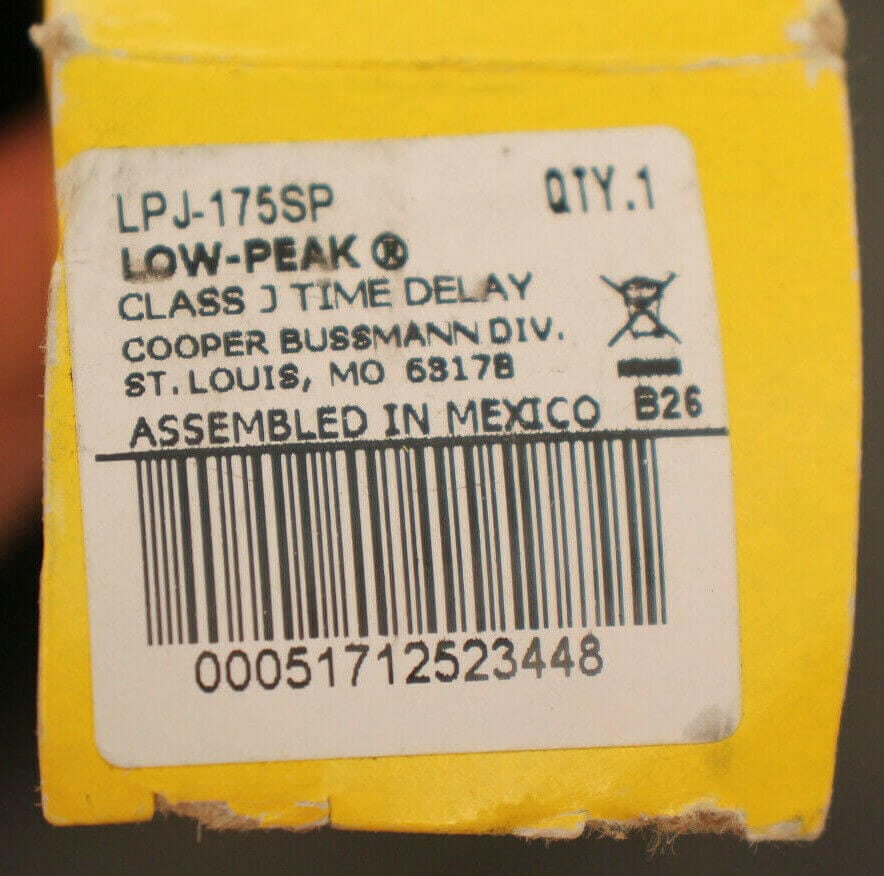 LPJ-175SP QTY.1
LOW-PEAK ®
CLASS J TIME DELAY
COOPER BUSSMANN DIV.
ST. LOUIS, MO 63178
ASSEMBLED IN MEXICO B26
00051712523448